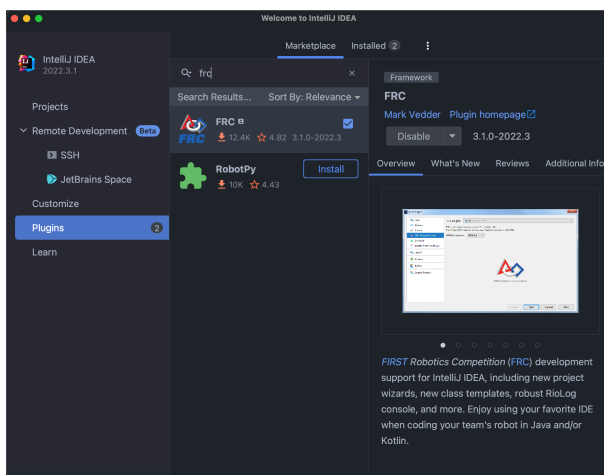 Welcome to IntelliJ IDEA
IntelliJ IDEA
2022.3.1
Projects
Remote Development Beta
SSH
JetBrains Space
Customize
Plugins 2
Learn
Marketplace Installed 2
frc
Search Results... Sort By: Relevance
FRC
12.4K 4.82 3.1.0-2022.3
FRC
RobotPy
10K 4.43
Install
Framework
FRC
Mark Vedder Plugin homepage
Disable 3.1.0-2022.3
Overview What's New Reviews Additional Info
FIRST Robotics Competition (FRC) development
support for IntelliJ IDEA, including new project
wizards, new class templates, robust RioLog
console, and more. Enjoy using your favorite IDE
when coding your team's robot in Java and/or
Kotlin.